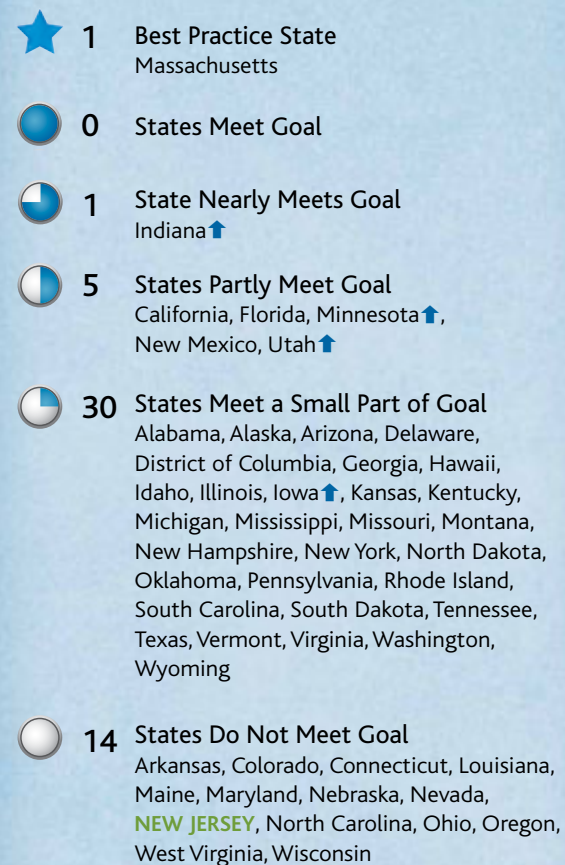 1 Best Practice State
Massachusetts
0 States Meet Goal
1 State Nearly Meets Goal
Indiana⬆
5 States Partly Meet Goal
California, Florida, Minnesota⬆,
New Mexico, Utah⬆
30 States Meet a Small Part of Goal
Alabama, Alaska, Arizona, Delaware,
District of Columbia, Georgia, Hawaii,
Idaho, Illinois, Iowa⬆, Kansas, Kentucky,
Michigan, Mississippi, Missouri, Montana,
New Hampshire, New York, North Dakota,
Oklahoma, Pennsylvania, Rhode Island,
South Carolina, South Dakota, Tennessee,
Texas, Vermont, Virginia, Washington,
Wyoming
14 States Do Not Meet Goal
Arkansas, Colorado, Connecticut, Louisiana,
Maine, Maryland, Nebraska, Nevada,
NEW JERSEY, North Carolina, Ohio, Oregon,
West Virginia, Wisconsin